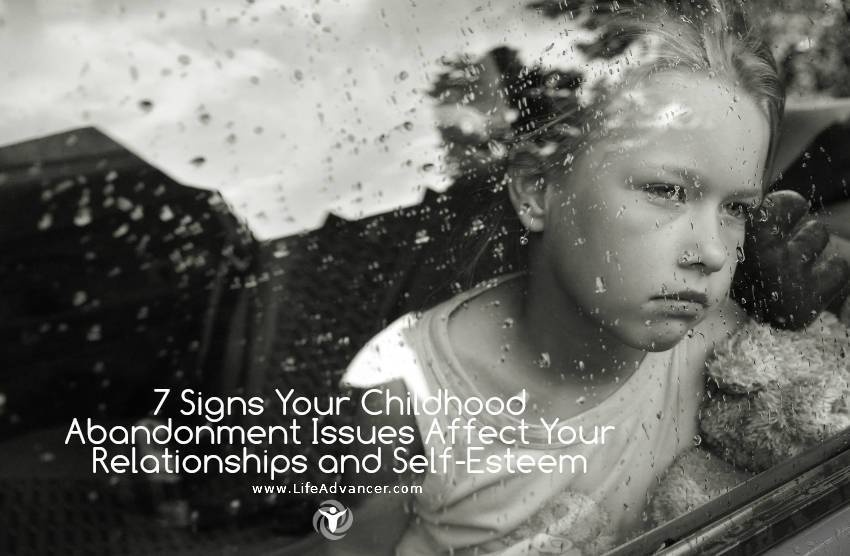 7 Signs Your Childhood
Abandonment Issues Affect Your
Relationships and Self-Esteem
www.LifeAdvancer.com